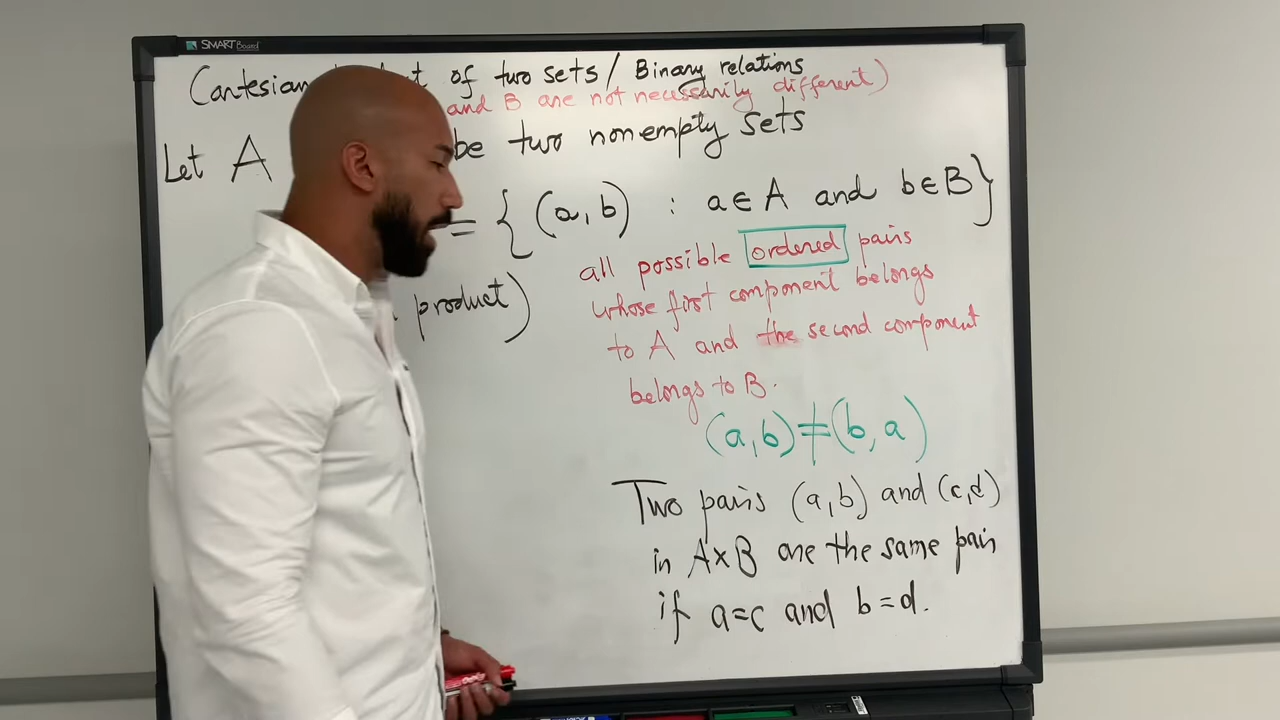 SMART Board
Cartesian of two sets / Binary relations
and B are not necessarily different)
Let A be two nonempty sets
= { (a,b) : a∈A and b∈B}
all possible ordered pairs
whose first component belongs
product)
to A and the second component
belongs to B.
(a,b)≠(b,a)
Two pairs (a,b) and (c,d)
in A×B are the same pair
if a=c and b=d.